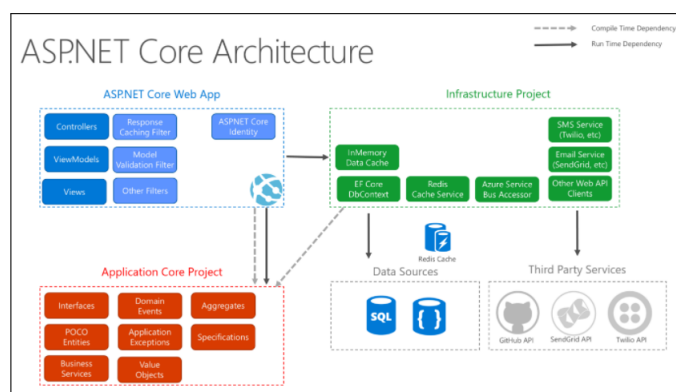 Compile Time Dependency
Run Time Dependency
ASP.NET Core Architecture
ASP.NET Core Web App
Controllers
Response
Caching Filter
ASP.NET Core
Identity
ViewModels
Model
Validation Filter
Views
Other Filters
Infrastructure Project
SMS Service
(Twilio, etc)
InMemory
Data Cache
Email Service
(SendGrid, etc)
EF Core
DbContext
Redis
Cache Service
Azure Service
Bus Accessor
Other Web API
Clients
Redis Cache
Application Core Project
Interfaces
Domain
Events
Aggregates
POCO
Entities
Application
Exceptions
Specifications
Business
Services
Value
Objects
Data Sources
SQL
{ }
Third Party Services
GitHub API
SendGrid API
Twilio API